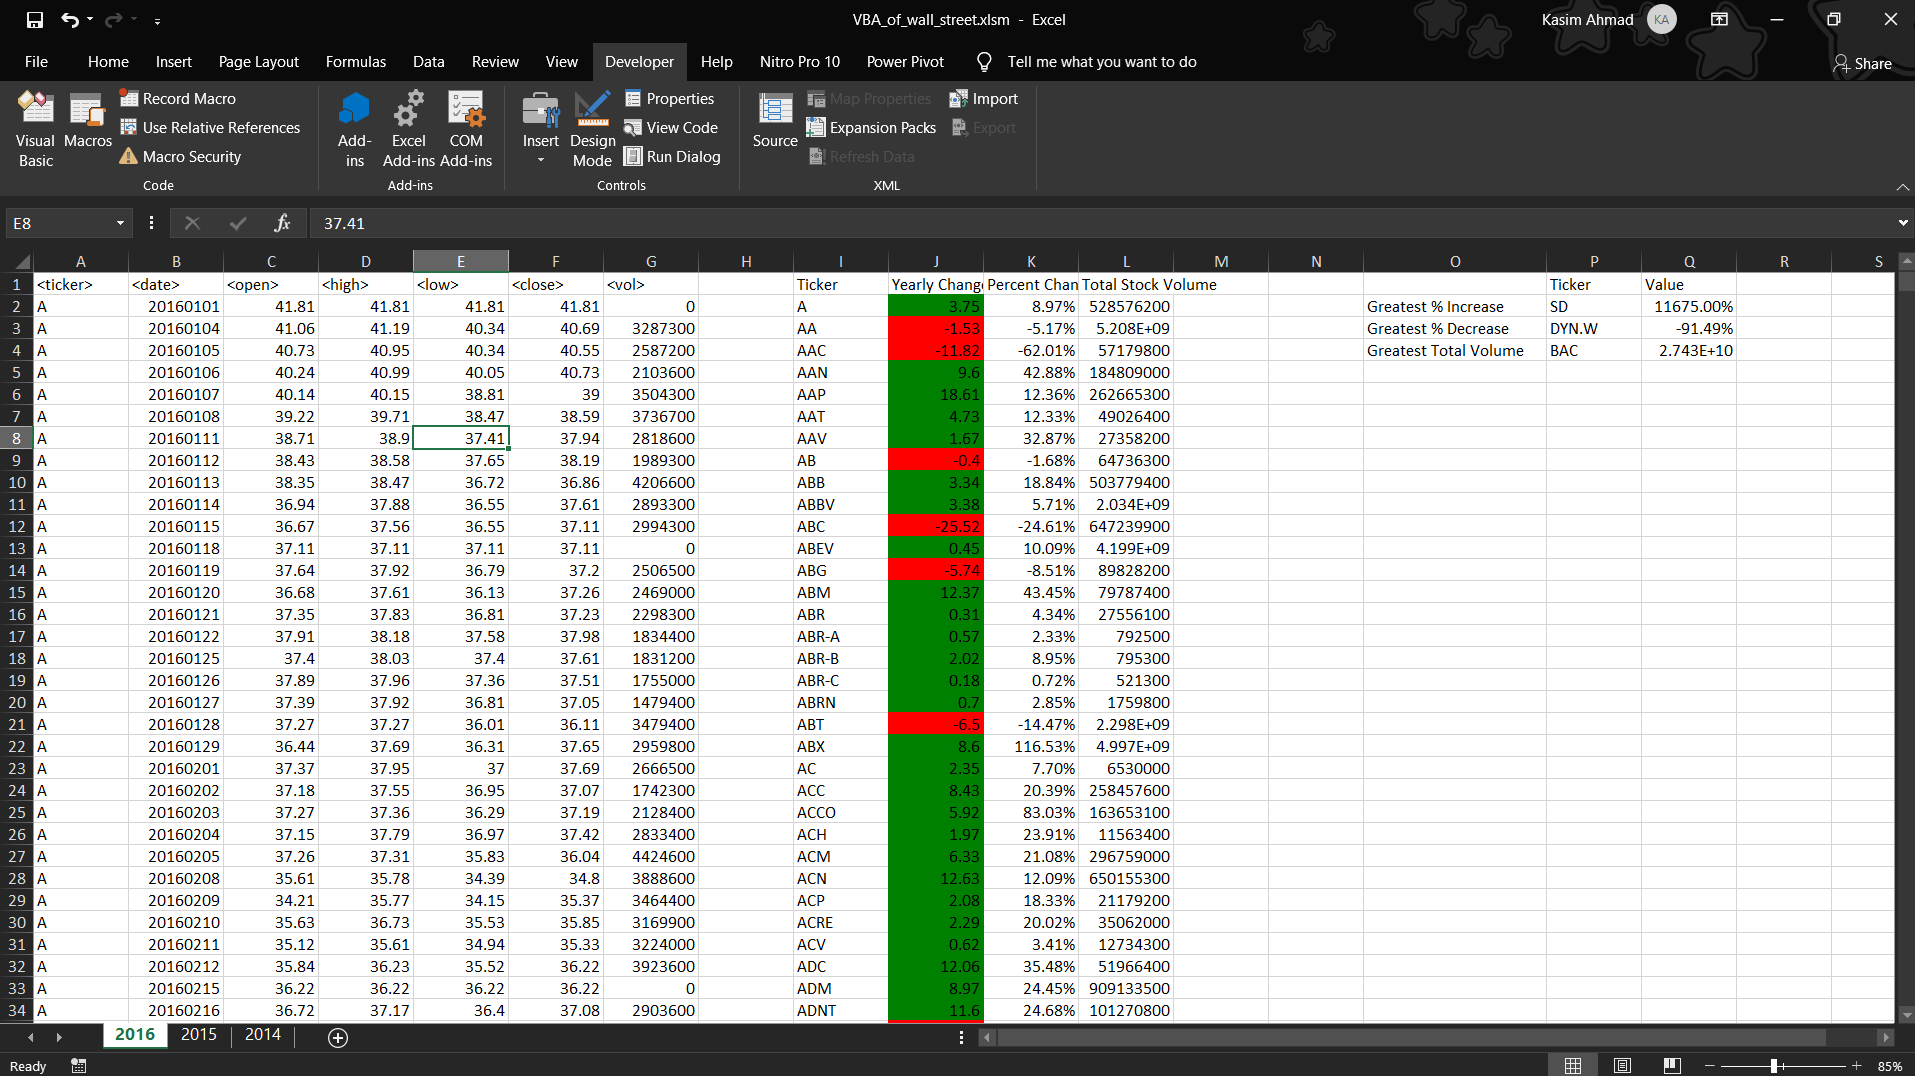 VBA_of_wall_street.xlsm - Excel
Kasim Ahmad KA
File Home Insert Page Layout Formulas Data Review View Developer Help Nitro Pro 10 Power Pivot Tell me what you want to do Share
Visual Basic
Macros
Record Macro
Use Relative References
Macro Security
Code
Add-ins
Excel Add-ins
COM Add-ins
Add-ins
Insert
Design Mode
Properties
View Code
Run Dialog
Controls
Source
Map Properties
Expansion Packs
Refresh Data
Import
Export
XML
E8 fx 37.41
A B C D E F G H I J K L M N O P Q R S
1 <ticker> <date> <open> <high> <low> <close> <vol> Ticker Yearly Change Percent Chan Total Stock Volume Ticker Value
2 A 20160101 41.81 41.81 41.81 41.81 0 A 3.75 8.97% 528576200 Greatest % Increase SD 11675.00%
3 A 20160104 41.06 41.19 40.34 40.69 3287300 AA -1.53 -5.17% 5.208E+09 Greatest % Decrease DYN.W -91.49%
4 A 20160105 40.73 40.95 40.34 40.55 2587200 AAC -11.82 -62.01% 57179800 Greatest Total Volume BAC 2.743E+10
5 A 20160106 40.24 40.99 40.05 40.73 2103600 AAN 9.6 42.88% 184809000
6 A 20160107 40.14 40.15 38.81 39 3504300 AAP 18.61 12.36% 262665300
7 A 20160108 39.22 39.71 38.47 38.59 3736700 AAT 4.73 12.33% 49026400
8 A 20160111 38.71 38.9 37.41 37.94 2818600 AAV 1.67 32.87% 27358200
9 A 20160112 38.43 38.58 37.65 38.19 1989300 AB -0.4 -1.68% 64736300
10 A 20160113 38.35 38.47 36.72 36.86 4206600 ABB 3.34 18.84% 503779400
11 A 20160114 36.94 37.88 36.55 37.61 2893300 ABBV 3.38 5.71% 2.034E+09
12 A 20160115 36.67 37.56 36.55 37.11 2994300 ABC -25.52 -24.61% 647239900
13 A 20160118 37.11 37.11 37.11 37.11 0 ABEV 0.45 10.09% 4.199E+09
14 A 20160119 37.64 37.92 36.79 37.2 2506500 ABG -5.74 -8.51% 89828200
15 A 20160120 36.68 37.61 36.13 37.26 2469000 ABM 12.37 43.45% 79787400
16 A 20160121 37.35 37.83 36.81 37.23 2298300 ABR 0.31 4.34% 27556100
17 A 20160122 37.91 38.18 37.58 37.98 1834400 ABR-A 0.57 2.33% 792500
18 A 20160125 37.4 38.03 37.4 37.61 1831200 ABR-B 2.02 8.95% 795300
19 A 20160126 37.89 37.96 37.36 37.51 1755000 ABR-C 0.18 0.72% 521300
20 A 20160127 37.39 37.92 36.81 37.05 1479400 ABRN 0.7 2.85% 1759800
21 A 20160128 37.27 37.27 36.01 36.11 3479400 ABT -6.5 -14.47% 2.298E+09
22 A 20160129 36.44 37.69 36.31 37.65 2959800 ABX 8.6 116.53% 4.997E+09
23 A 20160201 37.37 37.95 37 37.69 2666500 AC 2.35 7.70% 6530000
24 A 20160202 37.18 37.55 36.95 37.07 1742300 ACC 8.43 20.39% 258457600
25 A 20160203 37.27 37.36 36.29 37.19 2128400 ACCO 5.92 83.03% 163653100
26 A 20160204 37.15 37.79 36.97 37.42 2833400 ACH 1.97 23.91% 11563400
27 A 20160205 37.26 37.31 35.83 36.04 4424600 ACM 6.33 21.08% 296759000
28 A 20160208 35.61 35.78 34.39 34.8 3888600 ACN 12.63 12.09% 650155300
29 A 20160209 34.21 35.77 34.15 35.37 3464400 ACP 2.08 18.33% 21179200
30 A 20160210 35.63 36.73 35.53 35.85 3169900 ACRE 2.29 20.02% 35062000
31 A 20160211 35.12 35.61 34.94 35.33 3224000 ACV 0.62 3.41% 12734300
32 A 20160212 35.84 36.23 35.52 36.22 3923600 ADC 12.06 35.48% 51966400
33 A 20160215 36.22 36.22 36.22 36.22 0 ADM 8.97 24.45% 909133500
34 A 20160216 36.72 37.17 36.4 37.08 2903600 ADNT 11.6 24.68% 101270800
2016 2015 2014
Ready 85%